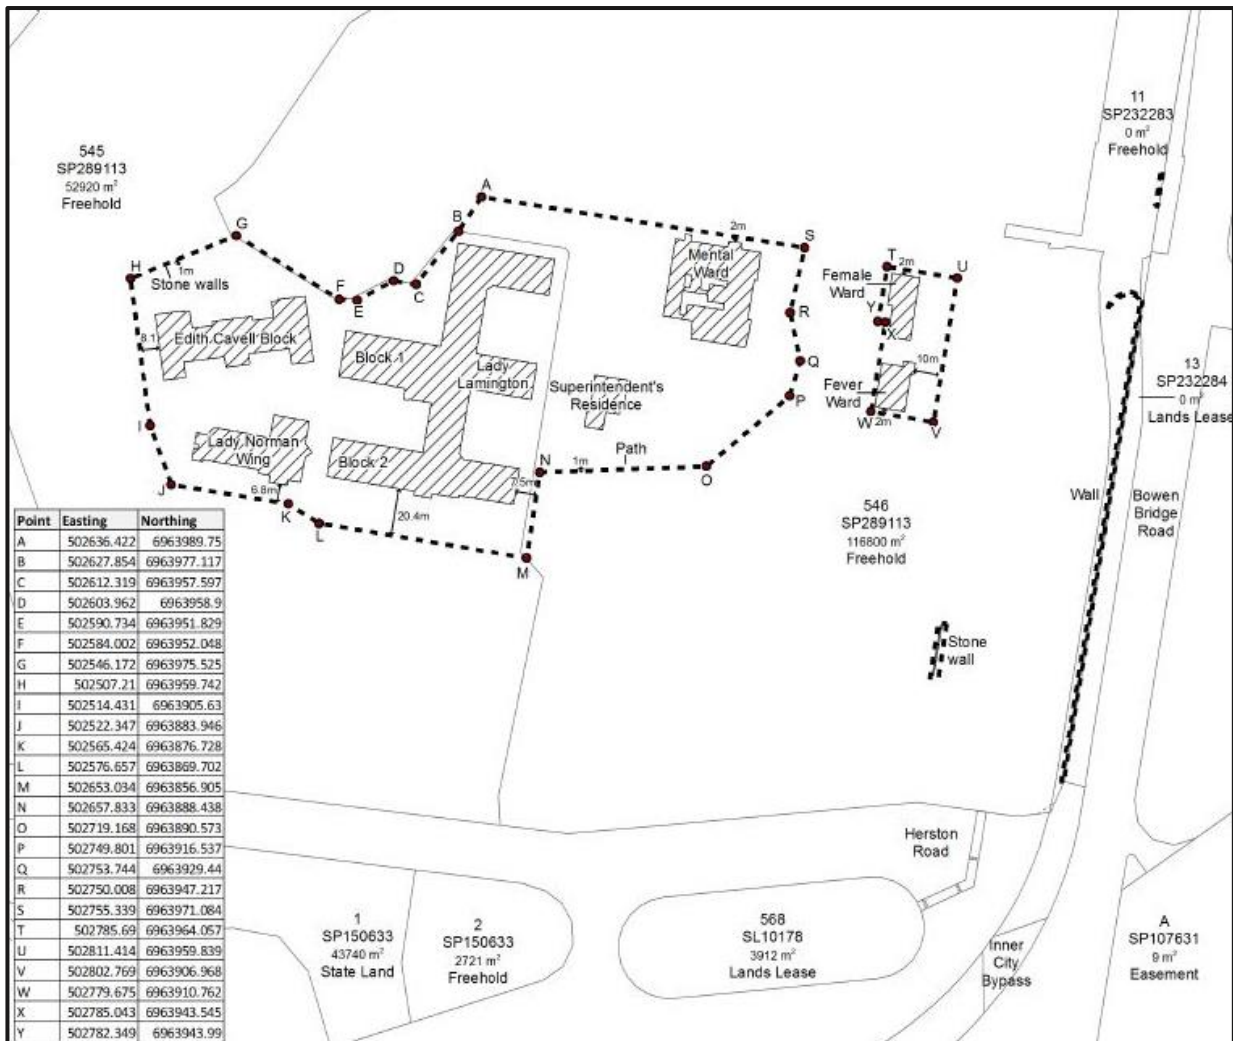 11
SP232283
0 m²
Freehold
545
SP289113
52920 m²
Freehold
A
B
G
2m
S
H
1m
Stone walls
D
C
F
E
Mental
Ward
T
2m
U
Female
Ward
Y
X
R
8.1
Edith Cavell Block
Block 1
Lady
Lamington
Superintendent's
Residence
Q
P
10m
Fever
Ward
W
2m
V
13
SP232284
0 m²
Lands Lease
I
Lady Norman
Wing
Block 2
Path
N
1m
O
J
6.8m
K
L
20.4m
7.5m
M
546
SP289113
116800 m²
Freehold
Wall
Bowen
Bridge
Road
Stone
wall
Point Easting Northing
A 502636.422 6963989.75
B 502627.854 6963977.117
C 502612.319 6963957.597
D 502603.962 6963958.9
E 502590.734 6963951.829
F 502584.002 6963952.048
G 502546.172 6963975.525
H 502507.21 6963959.742
I 502514.431 6963905.63
J 502522.347 6963883.946
K 502565.424 6963876.728
L 502576.657 6963869.702
M 502653.034 6963856.905
N 502657.833 6963888.438
O 502719.168 6963890.573
P 502749.801 6963916.537
Q 502753.744 6963929.44
R 502750.008 6963947.217
S 502755.339 6963971.084
T 502785.69 6963964.057
U 502811.414 6963959.839
V 502802.769 6963906.968
W 502779.675 6963910.762
X 502785.043 6963943.545
Y 502782.349 6963943.99
Herston
Road
1
SP150633
43740 m²
State Land
2
SP150633
2721 m²
Freehold
568
SL10178
3912 m²
Lands Lease
Inner
City
Bypass
A
SP107631
9 m²
Easement